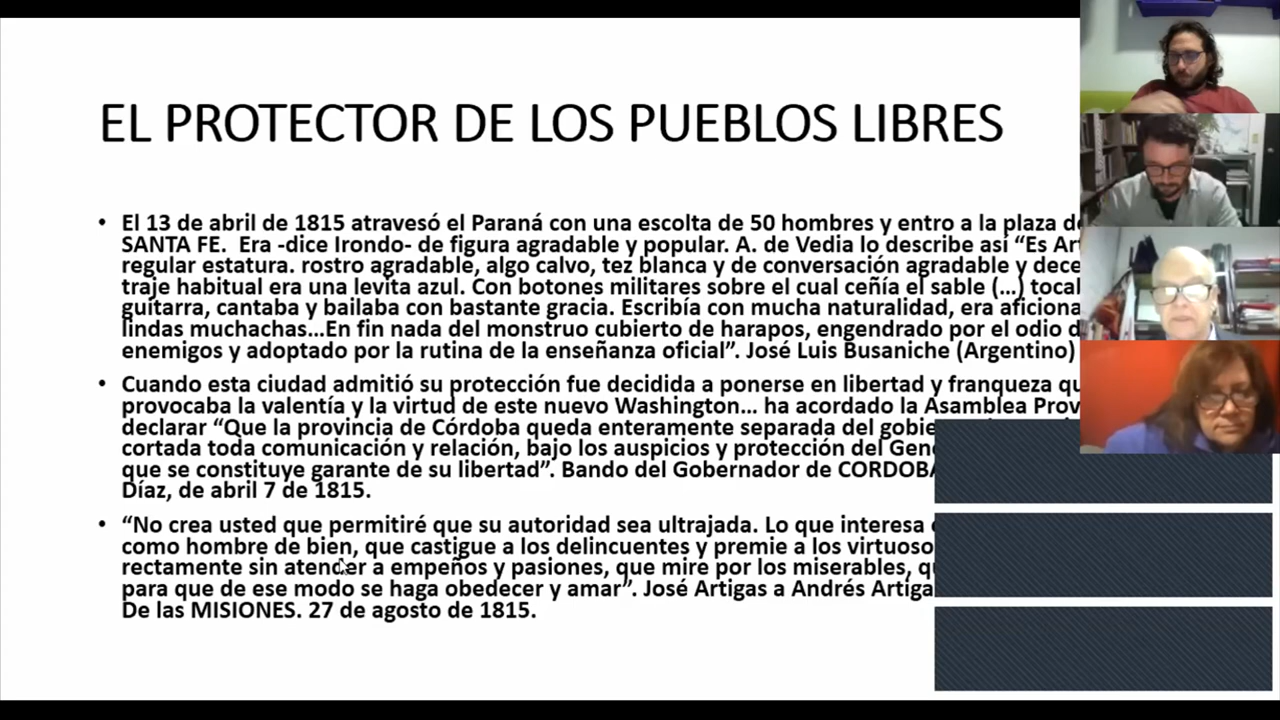 EL PROTECTOR DE LOS PUEBLOS LIBRES
• El 13 de abril de 1815 atravesó el Paraná con una escolta de 50 hombres y entro a la plaza
SANTA FE. Era -dice Irondo- de figura agradable y popular. A. de Vedia lo describe así “Es
regular estatura. rostro agradable, algo calvo, tez blanca y de conversación agradable y
traje habitual era una levita azul. Con botones militares sobre el cual ceñía el sable (…)
guitarra, cantaba y bailaba con bastante gracia. Escribía con mucha naturalidad, era
lindas muchachas…En fin nada del monstruo cubierto de harapos, engendrado por el odio
enemigos y adoptado por la rutina de la enseñanza oficial”. José Luis Busaniche (Argentino)
• Cuando esta ciudad admitió su protección fue decidida a ponerse en libertad y franqueza
provocaba la valentía y la virtud de este nuevo Washington… ha acordado la Asamblea
declarar “Que la provincia de Córdoba queda enteramente separada del
cortada toda comunicación y relación, bajo los auspicios y protección del
que se constituye garante de su libertad”. Bando del Gobernador de CORDOBA
Díaz, de abril 7 de 1815.
• “No crea usted que permitiré que su autoridad sea ultrajada. Lo que interesa
como hombre de bien, que castigue a los delincuentes y premie a los
rectamente sin atender a empeños y pasiones, que mire por los miserables,
para que de ese modo se haga obedecer y amar”. José Artigas a Andrés
De las MISIONES. 27 de agosto de 1815.